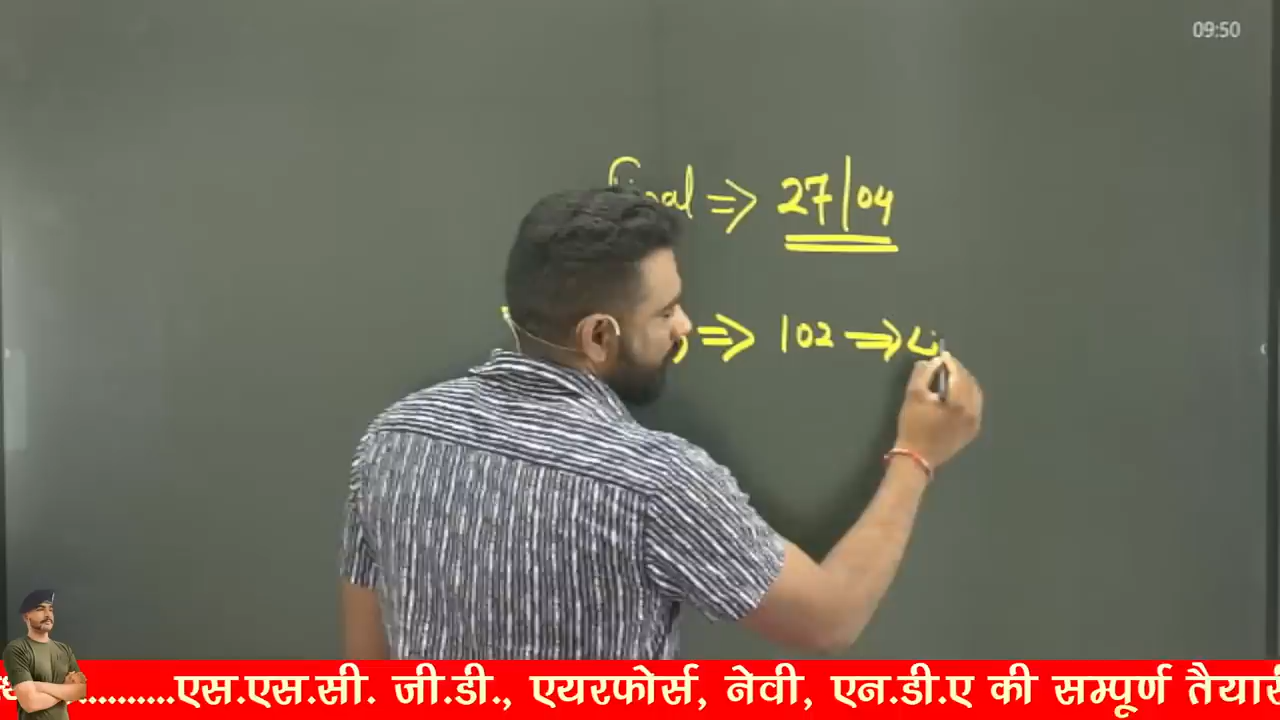 09:50
=> 27/04
=> 102 =>
..........एस.एस.सी. जी.डी., एयरफोर्स, नेवी, एन.डी.ए की सम्पूर्ण